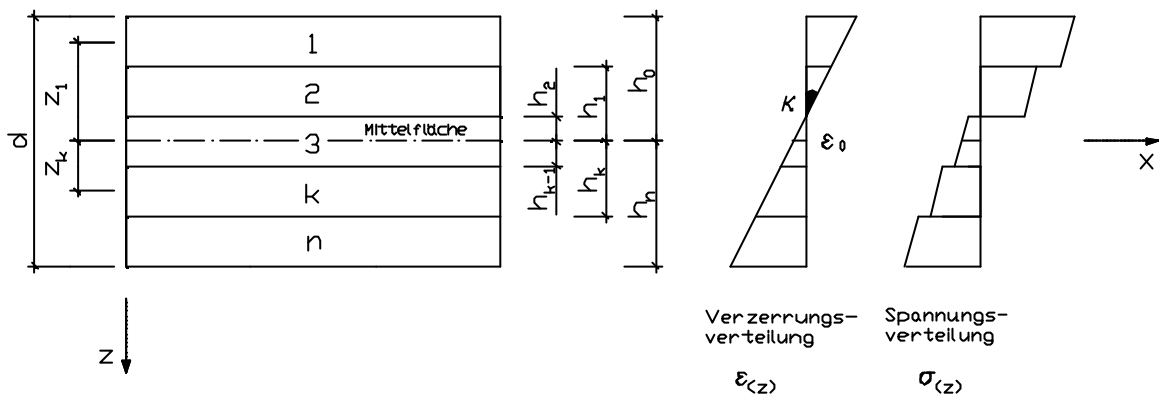 1
2
3
k
n
Mittelfläche
d
z₁
zₖ
h₂
hₖ₋₁
h₁
hₖ
h₀
hₙ
κ
ε₀
x
z
Verzerrungs-
verteilung
ε(z)
Spannungs-
verteilung
σ(z)